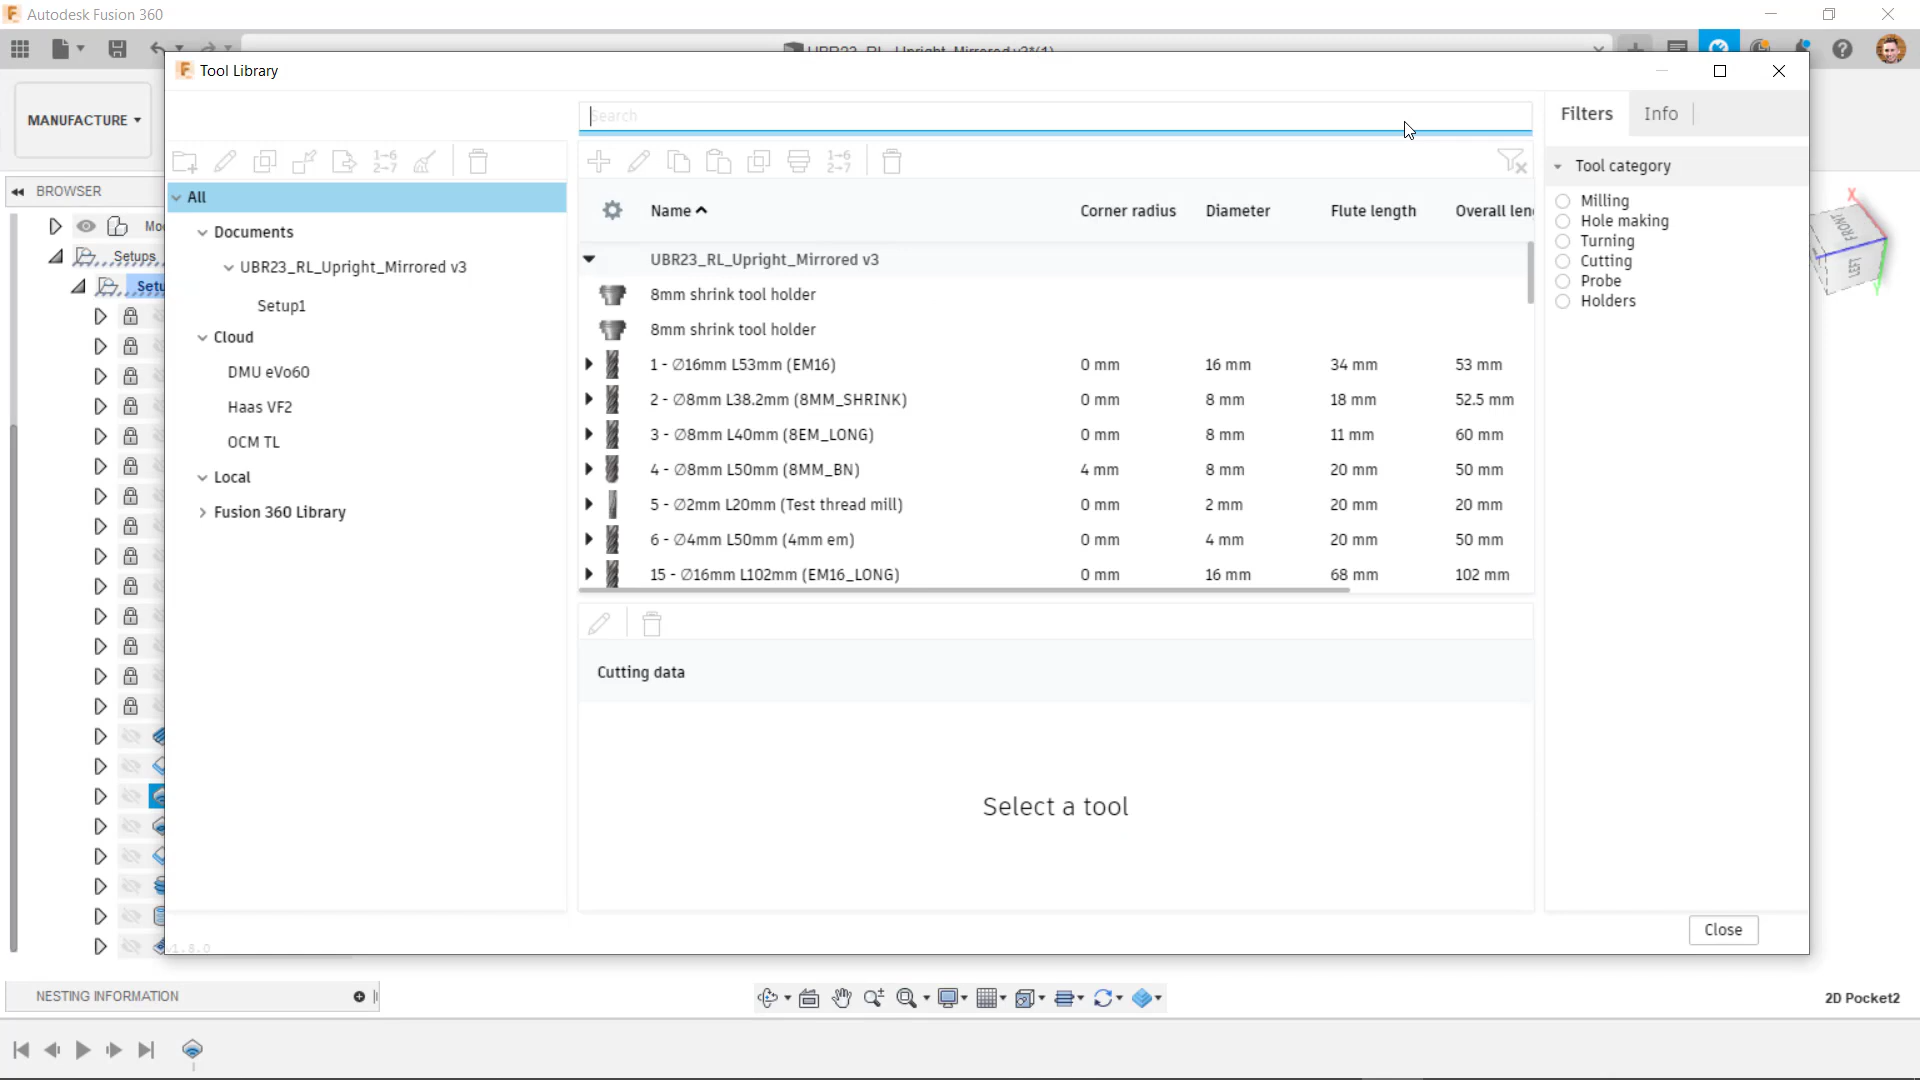 Autodesk Fusion 360
Tool Library
MANUFACTURE
Search
Filters
Info
BROWSER
Setups
All
Documents
UBR23_RL_Upright_Mirrored v3
Setup1
Cloud
DMU eVo60
Haas VF2
OCM TL
Local
Fusion 360 Library
Name
Corner radius
Diameter
Flute length
UBR23_RL_Upright_Mirrored v3
8mm shrink tool holder
8mm shrink tool holder
1 - Ø16mm L53mm (EM16) 0 mm 16 mm 34 mm 53 mm
2 - Ø8mm L38.2mm (8MM_SHRINK) 0 mm 8 mm 18 mm 52.5 mm
3 - Ø8mm L40mm (8EM_LONG) 0 mm 8 mm 11 mm 60 mm
4 - Ø8mm L50mm (8MM_BN) 4 mm 8 mm 20 mm 50 mm
5 - Ø2mm L20mm (Test thread mill) 0 mm 2 mm 20 mm 20 mm
6 - Ø4mm L50mm (4mm em) 0 mm 4 mm 20 mm 50 mm
15 - Ø16mm L102mm (EM16_LONG) 0 mm 16 mm 68 mm 102 mm
Tool category
Milling
Hole making
Turning
Cutting
Probe
Holders
FRONT
LEFT
X
Y
Cutting data
Select a tool
v1.8.0
Close
NESTING INFORMATION
2D Pocket2